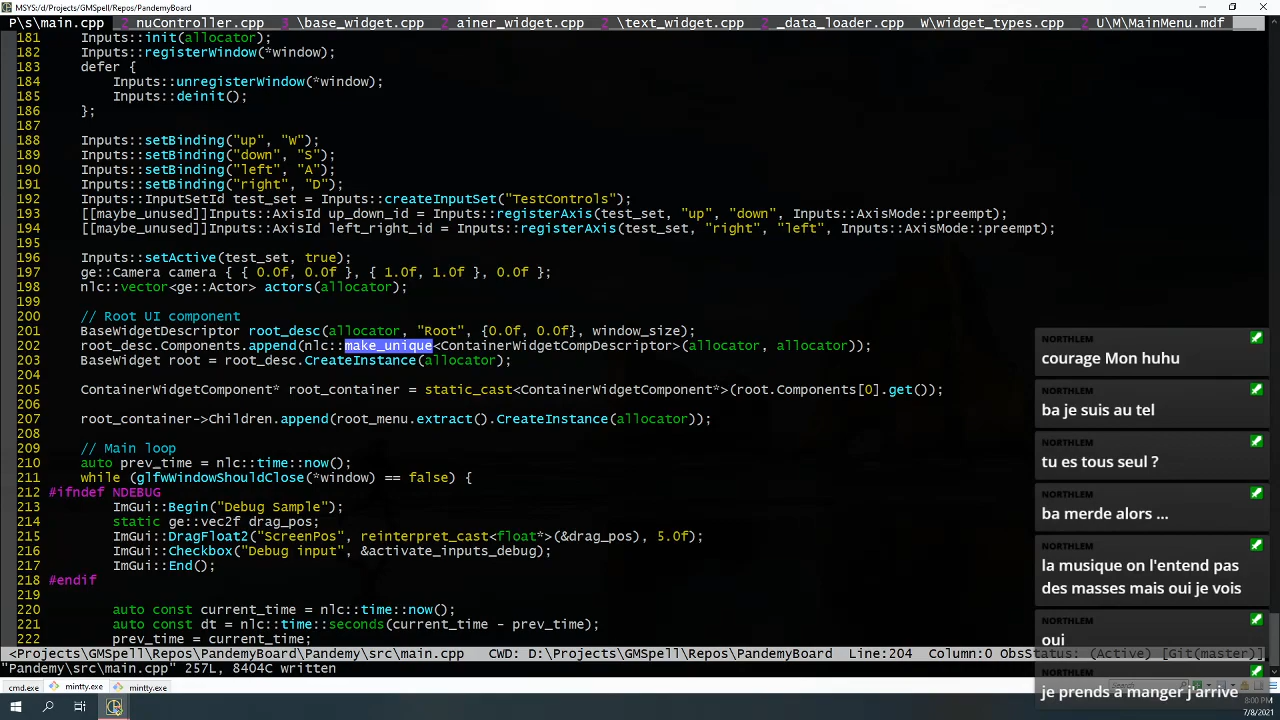 MSYS:/d/Projects/GMSpell/Repos/PandemyBoard
P\s\main.cpp  2 nuController.cpp  3 \base_widget.cpp  2 ainer_widget.cpp  2 \text_widget.cpp  2 _data_loader.cpp  W\widget_types.cpp  2 U\M\MainMenu.mdf
181     Inputs::init(allocator);
182     Inputs::registerWindow(*window);
183     defer {
184         Inputs::unregisterWindow(*window);
185         Inputs::deinit();
186     };
187
188     Inputs::setBinding("up", "W");
189     Inputs::setBinding("down", "S");
190     Inputs::setBinding("left", "A");
191     Inputs::setBinding("right", "D");
192     Inputs::InputSetId test_set = Inputs::createInputSet("TestControls");
193     [[maybe_unused]]Inputs::AxisId up_down_id = Inputs::registerAxis(test_set, "up", "down", Inputs::AxisMode::preempt);
194     [[maybe_unused]]Inputs::AxisId left_right_id = Inputs::registerAxis(test_set, "right", "left", Inputs::AxisMode::preempt);
195
196     Inputs::setActive(test_set, true);
197     ge::Camera camera { { 0.0f, 0.0f }, { 1.0f, 1.0f }, 0.0f };
198     nlc::vector<ge::Actor> actors(allocator);
199
200     // Root UI component
201     BaseWidgetDescriptor root_desc(allocator, "Root", {0.0f, 0.0f}, window_size);
202     root_desc.Components.append(nlc::make_unique<ContainerWidgetCompDescriptor>(allocator, allocator));
203     BaseWidget root = root_desc.CreateInstance(allocator);
204
205     ContainerWidgetComponent* root_container = static_cast<ContainerWidgetComponent*>(root.Components[0].get());
206
207     root_container->Children.append(root_menu.extract().CreateInstance(allocator));
208
209     // Main loop
210     auto prev_time = nlc::time::now();
211     while (glfwWindowShouldClose(*window) == false) {
212 #ifndef NDEBUG
213         ImGui::Begin("Debug Sample");
214         static ge::vec2f drag_pos;
215         ImGui::DragFloat2("ScreenPos", reinterpret_cast<float*>(&drag_pos), 5.0f);
216         ImGui::Checkbox("Debug input", &activate_inputs_debug);
217         ImGui::End();
218 #endif
219
220         auto const current_time = nlc::time::now();
221         auto const dt = nlc::time::seconds(current_time - prev_time);
222         prev_time = current_time;
<Projects\GMSpell\Repos\PandemyBoard\Pandemy\src\main.cpp   CWD: D:\Projects\GMSpell\Repos\PandemyBoard   Line:204   Column:0 ObsStatus: (Active) [Git(master)]
"Pandemy\src\main.cpp" 257L, 8404C written
NORTHLEM
courage Mon huhu
NORTHLEM
ba je suis au tel
NORTHLEM
tu es tous seul ?
NORTHLEM
ba merde alors ...
NORTHLEM
la musique on l'entend pas
des masses mais oui je vois
NORTHLEM
oui
NORTHLEM
je prends a manger j'arrive
cmd.exe  mintty.exe  mintty.exe
Search
8:00 PM
7/8/2021